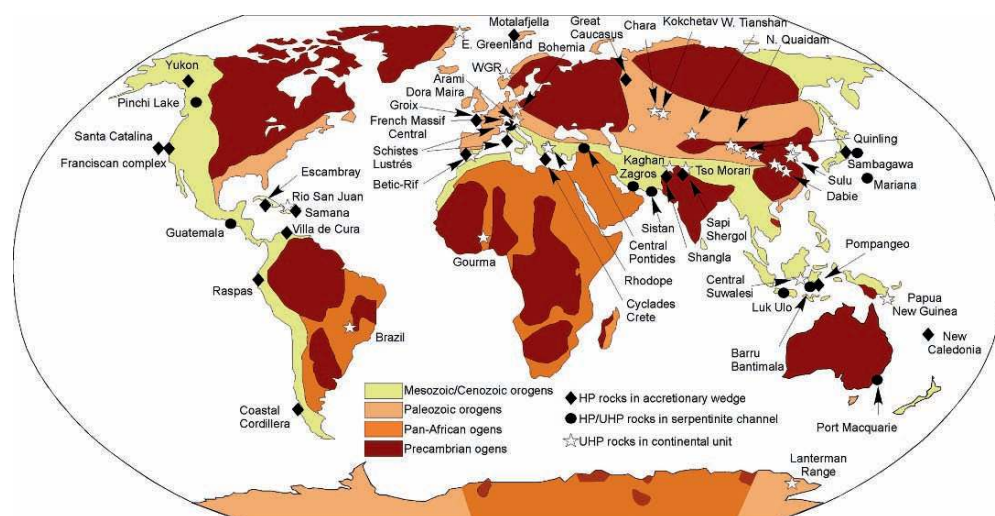 Motalafjella
Great
Caucasus
Chara
Kokchetav
W. Tianshan
N. Quaidam
E. Greenland
Bohemia
WGR
Yukon
Arami
Dora Maira
Pinchi Lake
Groix
French Massif
Central
Santa Catalina
Schistes
Lustrés
Quinling
Sambagawa
Franciscan complex
Kaghan
Zagros
Tso Morari
Sulu
Mariana
Escambray
Betic-Rif
Dabie
Rio San Juan
Samana
Sistan
Sapi
Shergol
Guatemala
Villa de Cura
Central
Pontides
Shangla
Pompangeo
Gourma
Rhodope
Central
Suwalesi
Raspas
Cyclades
Crete
Luk Ulo
Papua
New Guinea
Brazil
Barru
Bantimala
New
Caledonia
Mesozoic/Cenozoic orogens
Paleozoic orogens
Pan-African ogens
Precambrian ogens
HP rocks in accretionary wedge
HP/UHP rocks in serpentinite channel
UHP rocks in continental unit
Coastal
Cordillera
Port Macquarie
Lanterman
Range